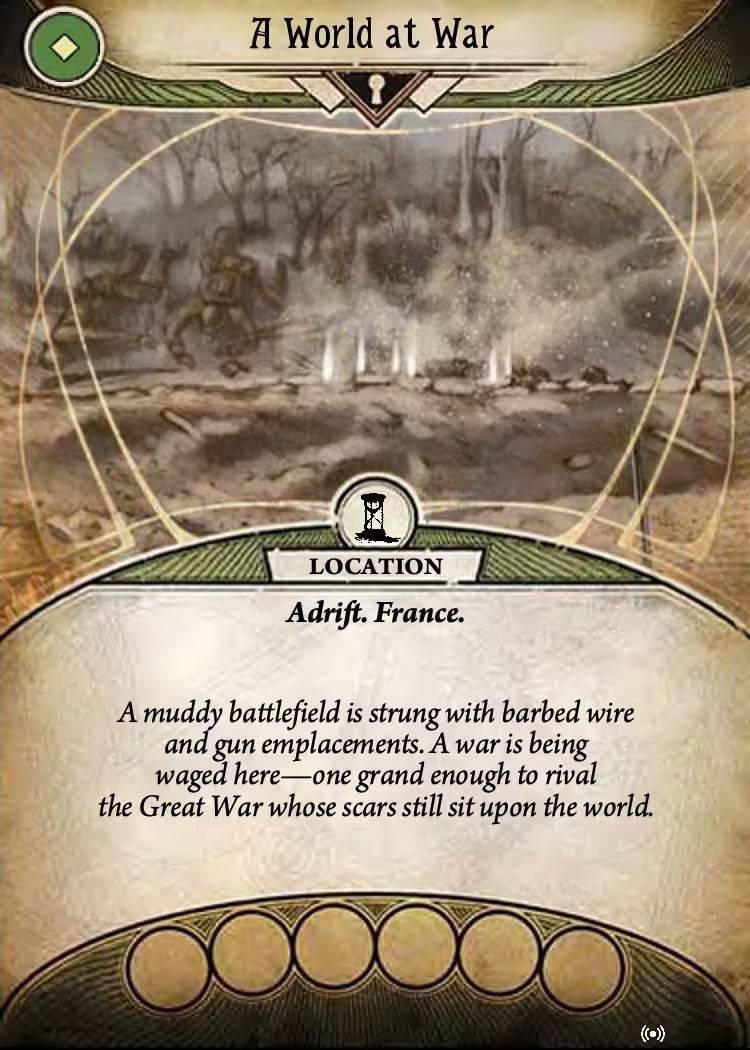 A World at War
LOCATION
Adrift. France.
A muddy battlefield is strung with barbed wire
and gun emplacements. A war is being
waged here—one grand enough to rival
the Great War whose scars still sit upon the world.